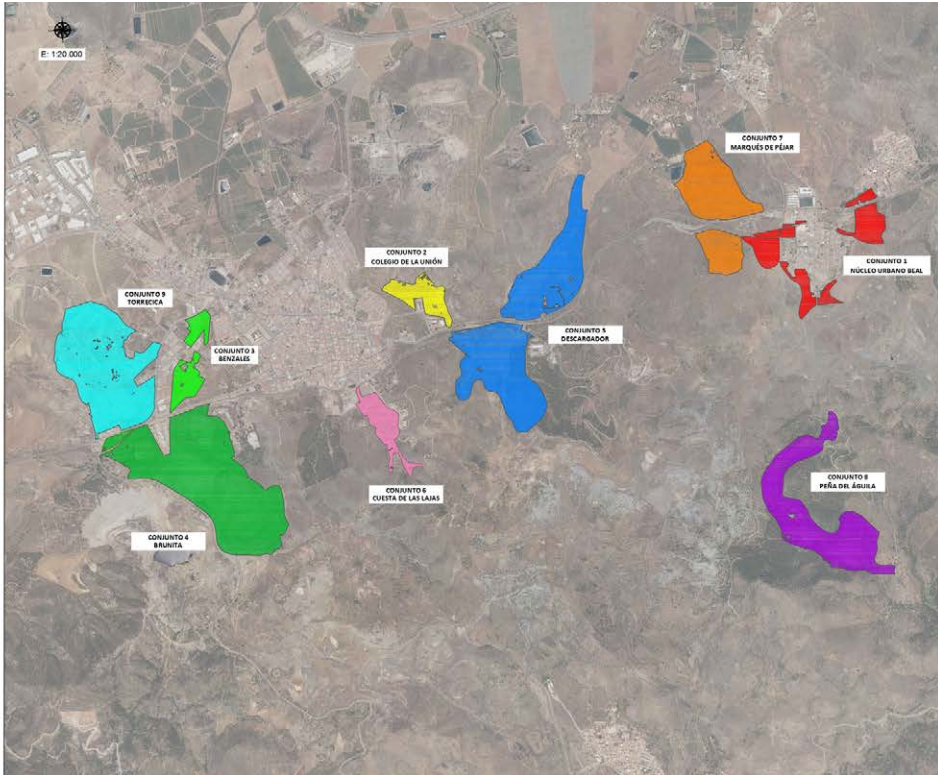 E: 1:20.000
CONJUNTO 7
MARQUÉS DE PÉJAR
CONJUNTO 2
COLEGIO DE LA UNIÓN
CONJUNTO 1
NÚCLEO URBANO BEAL
CONJUNTO 9
TORRECICA
CONJUNTO 3
BENZALES
CONJUNTO 5
DESCARGADOR
CONJUNTO 6
CUESTA DE LAS LAJAS
CONJUNTO 8
PEÑA DEL ÁGUILA
CONJUNTO 4
BRUNITA